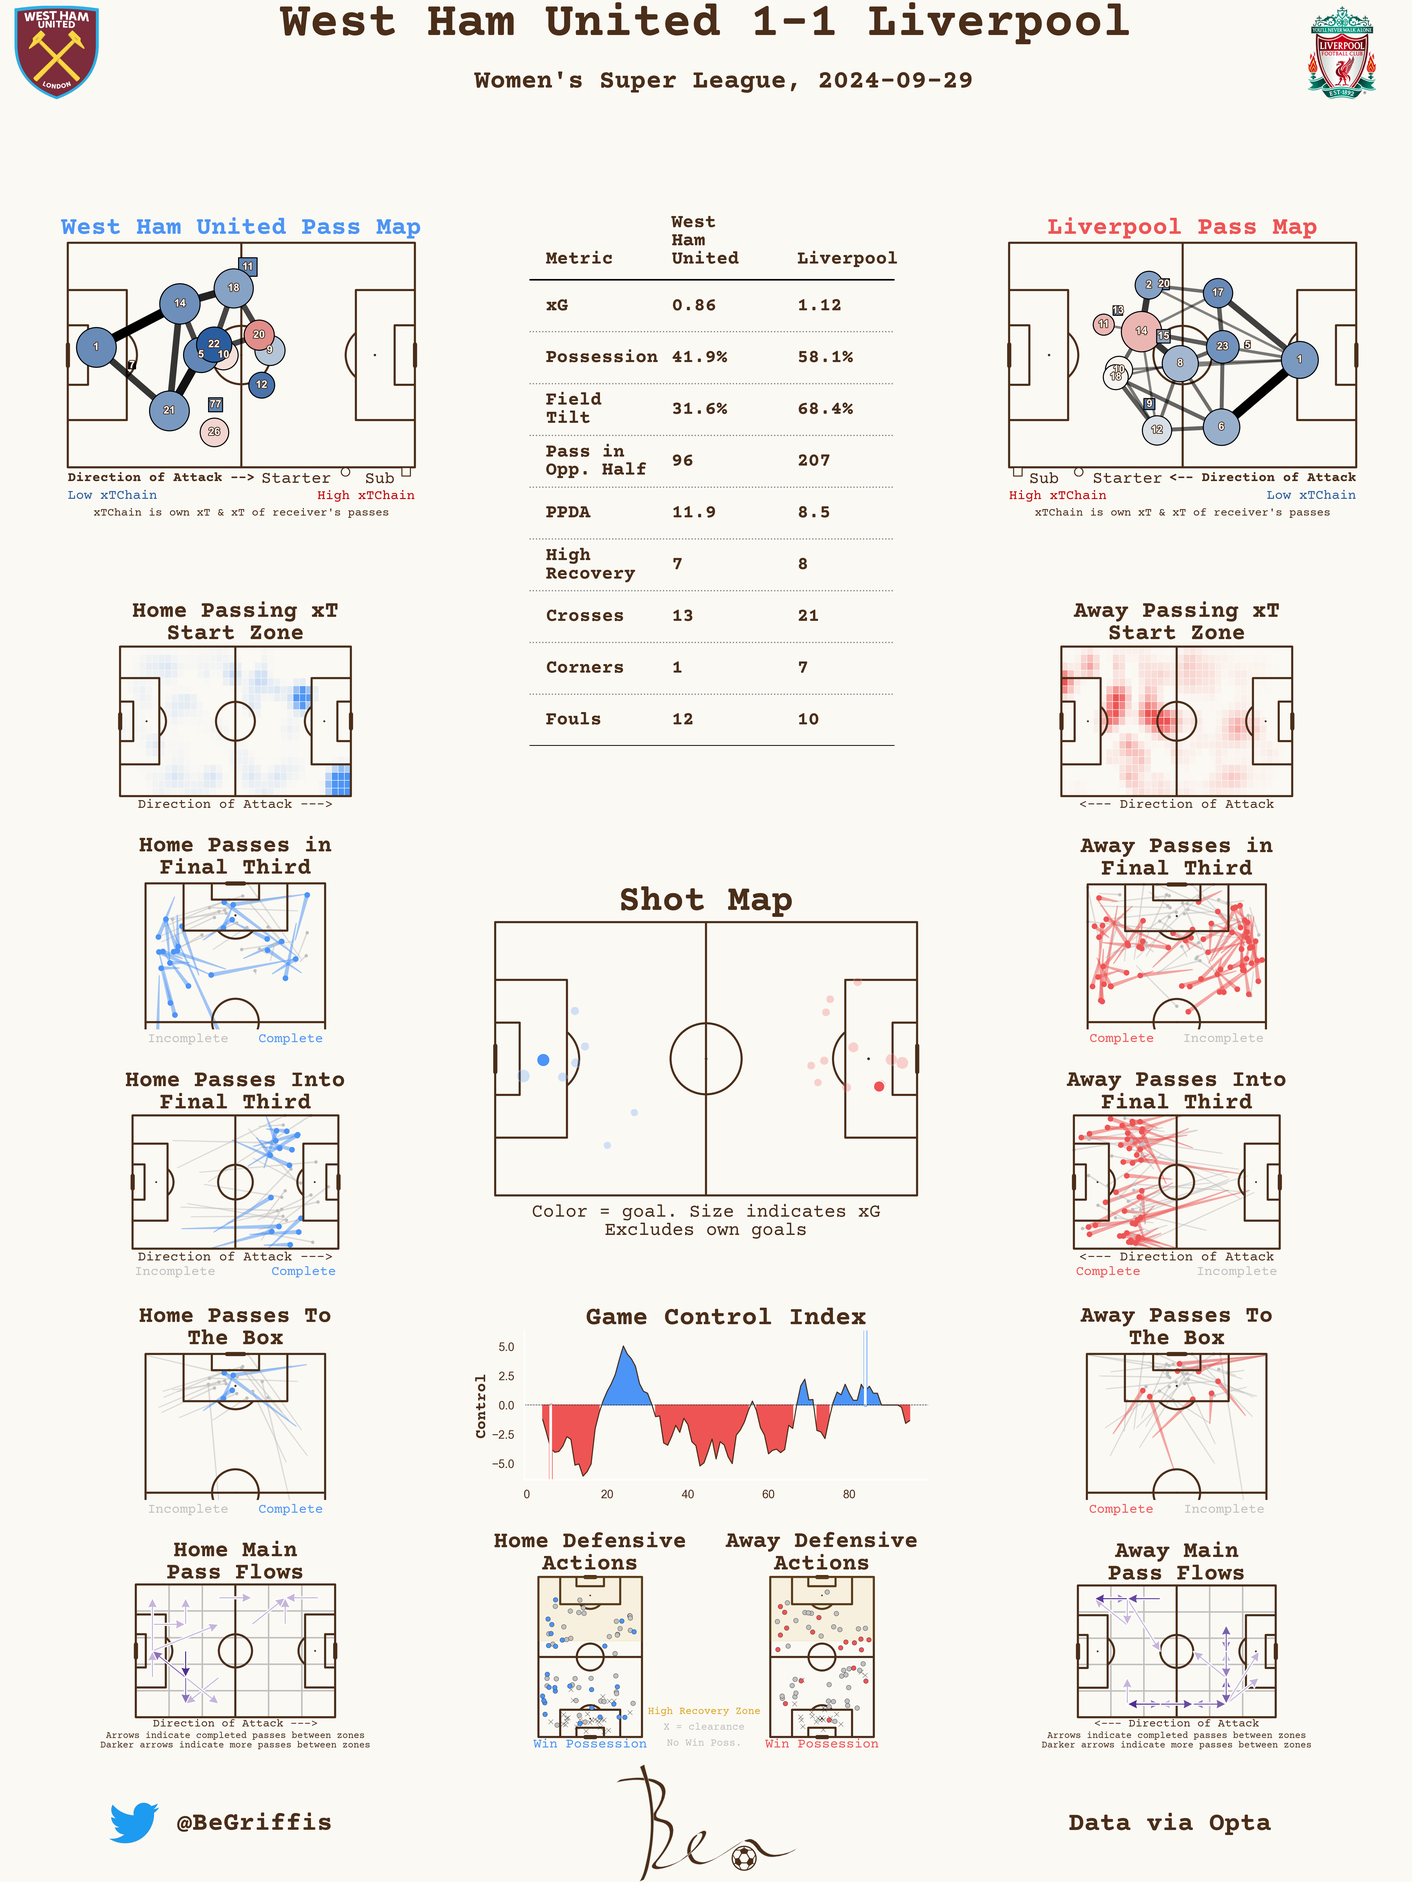 West Ham United 1-1 Liverpool
Women's Super League, 2024-09-29
WEST HAM
UNITED
LONDON
YOU'LL NEVER WALK ALONE
LIVERPOOL
FOOTBALL CLUB
EST·1892
West Ham United Pass Map
11
18
14
20
22
1
5
10
9
7
12
21
77
26
Direction of Attack --> Starter Sub
Low xTChain High xTChain
xTChain is own xT & xT of receiver's passes
Metric West Ham United Liverpool
xG 0.86 1.12
Possession 41.9% 58.1%
Field Tilt 31.6% 68.4%
Pass in Opp. Half 96 207
PPDA 11.9 8.5
High Recovery 7 8
Crosses 13 21
Corners 1 7
Fouls 12 10
Liverpool Pass Map
2
20
17
13
11
14
15
23
5
8
1
10
18
9
12
6
Sub Starter <-- Direction of Attack
High xTChain Low xTChain
xTChain is own xT & xT of receiver's passes
Home Passing xT
Start Zone
Direction of Attack --->
Away Passing xT
Start Zone
<--- Direction of Attack
Home Passes in
Final Third
Incomplete Complete
Away Passes in
Final Third
Complete Incomplete
Shot Map
Color = goal. Size indicates xG
Excludes own goals
Home Passes Into
Final Third
Direction of Attack --->
Incomplete Complete
Away Passes Into
Final Third
<--- Direction of Attack
Complete Incomplete
Home Passes To
The Box
Incomplete Complete
Game Control Index
Control
5.0
2.5
0.0
−2.5
−5.0
0 20 40 60 80
Away Passes To
The Box
Complete Incomplete
Home Main
Pass Flows
Direction of Attack --->
Arrows indicate completed passes between zones
Darker arrows indicate more passes between zones
Home Defensive
Actions
Win Possession
Away Defensive
Actions
Win Possession
High Recovery Zone
X = clearance
No Win Poss.
Away Main
Pass Flows
<--- Direction of Attack
Arrows indicate completed passes between zones
Darker arrows indicate more passes between zones
@BeGriffis
Ben
Data via Opta